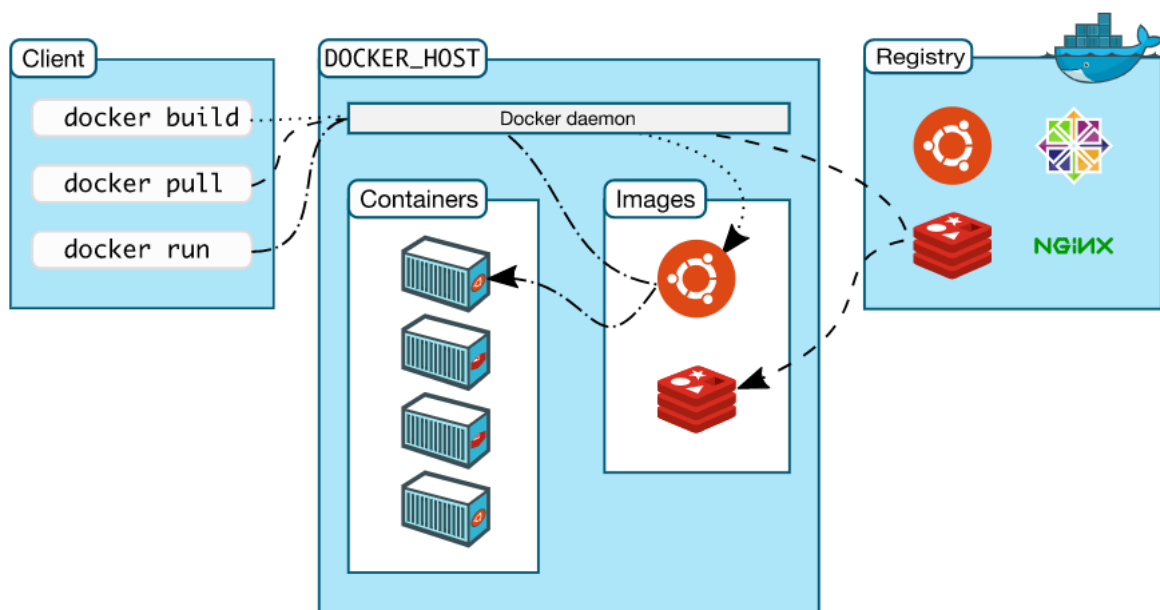 Client
docker build
docker pull
docker run
DOCKER_HOST
Docker daemon
Containers
Images
Registry
NGINX